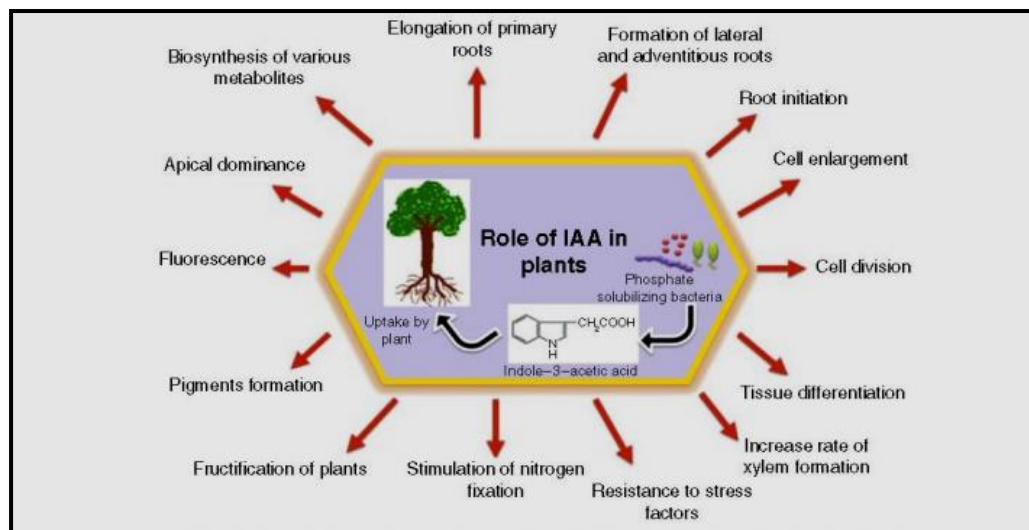 Elongation of primary
roots
Formation of lateral
and adventitious roots
Biosynthesis of various
metabolites
Root initiation
Apical dominance
Cell enlargement
Fluorescence
Cell division
Role of IAA in
plants
Phosphate
solubilizing bacteria
Uptake by
plant
CH₂COOH
N
H
Indole–3–acetic acid
Pigments formation
Tissue differentiation
Fructification of plants
Stimulation of nitrogen
fixation
Resistance to stress
factors
Increase rate of
xylem formation